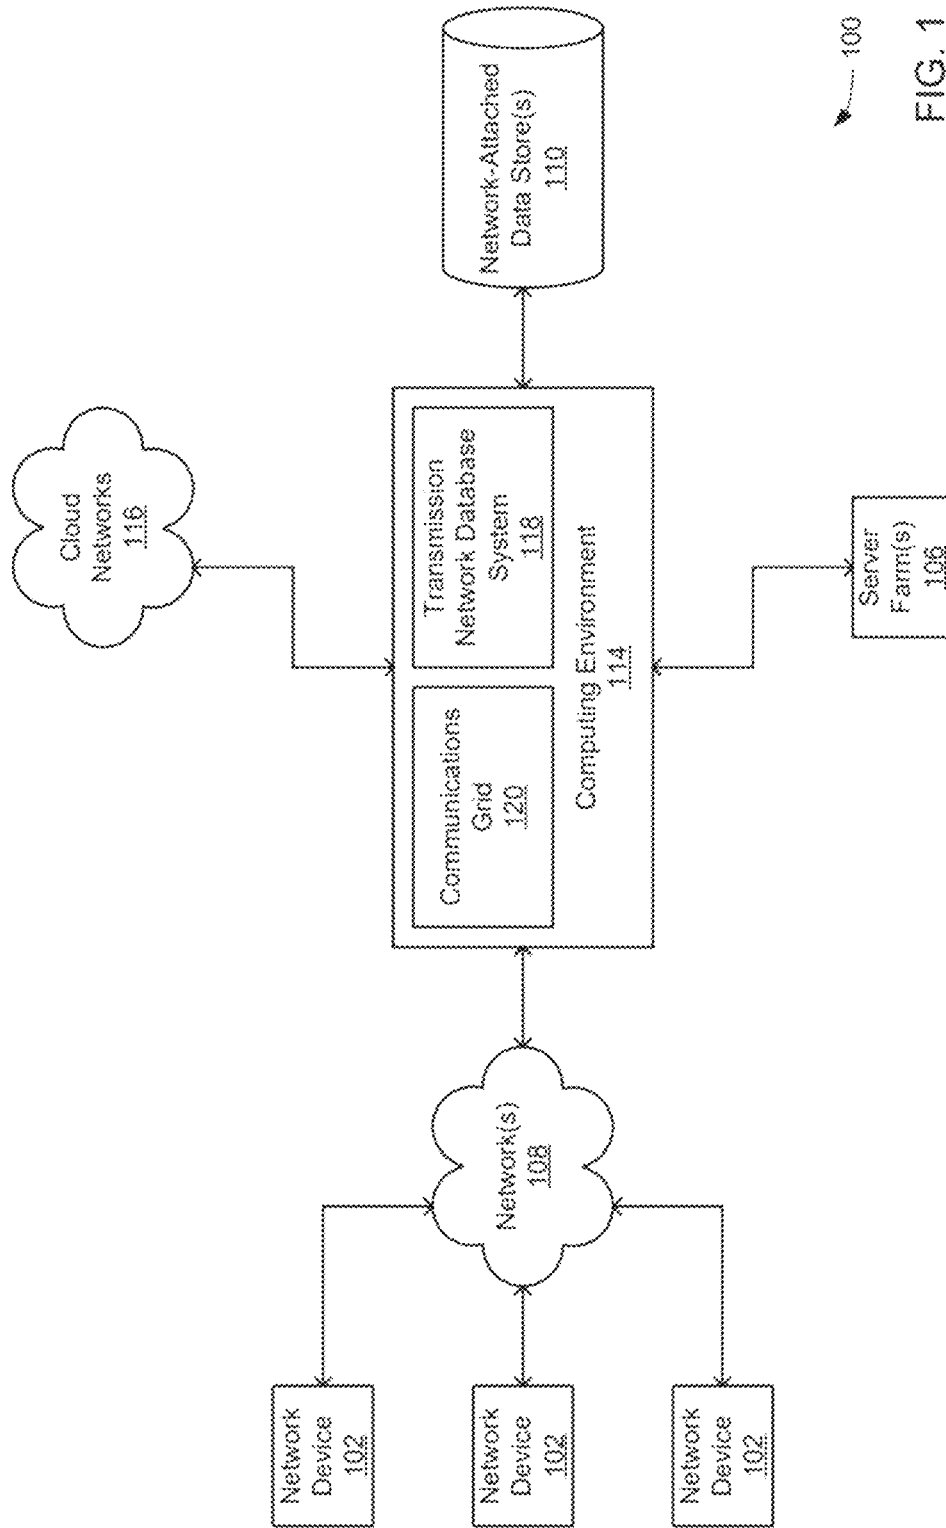 Cloud
Networks
116
Network
Device
102
Network
Device
102
Network
Device
102
Network(s)
108
Communications
Grid
120
Transmission
Network Database
System
118
Computing Environment
114
Network-Attached
Data Store(s)
110
Server
Farm(s)
106
100
FIG. 1